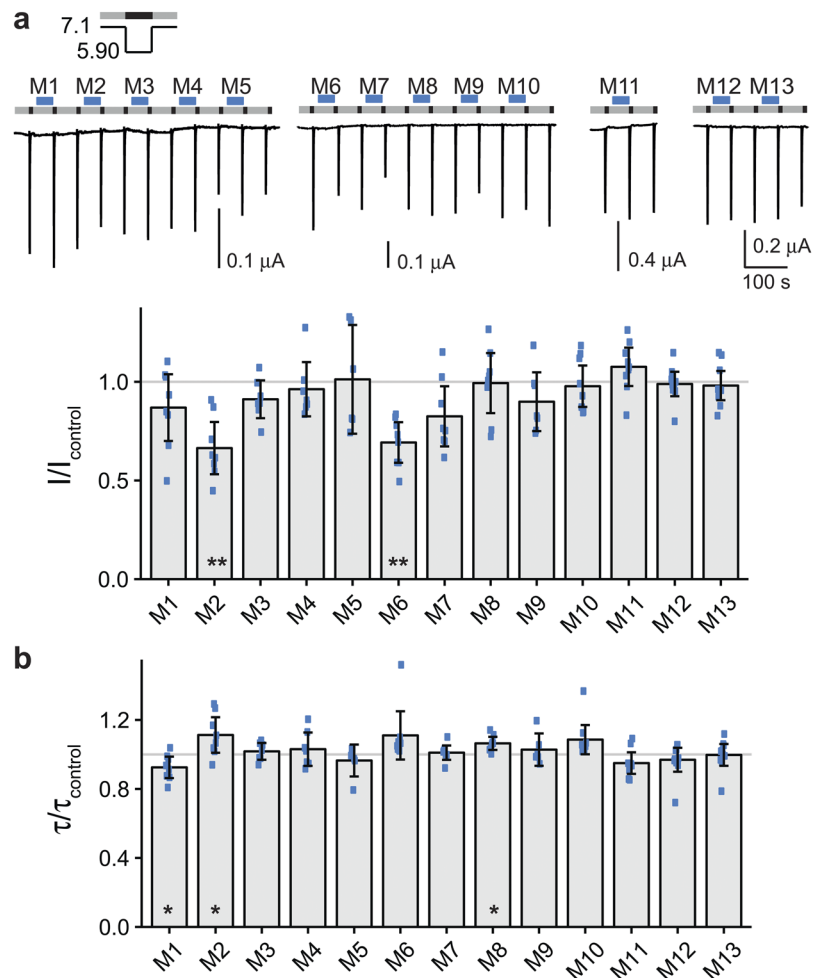 a
7.1
5.90
M1 M2 M3 M4 M5 M6 M7 M8 M9 M10 M11 M12 M13
0.1 μA 0.1 μA 0.4 μA 0.2 μA
100 s
I/Icontrol
1.0
0.5
0.0
** **
M1 M2 M3 M4 M5 M6 M7 M8 M9 M10 M11 M12 M13
b
τ/τcontrol
1.2
0.8
0.4
0.0
* * *
M1 M2 M3 M4 M5 M6 M7 M8 M9 M10 M11 M12 M13